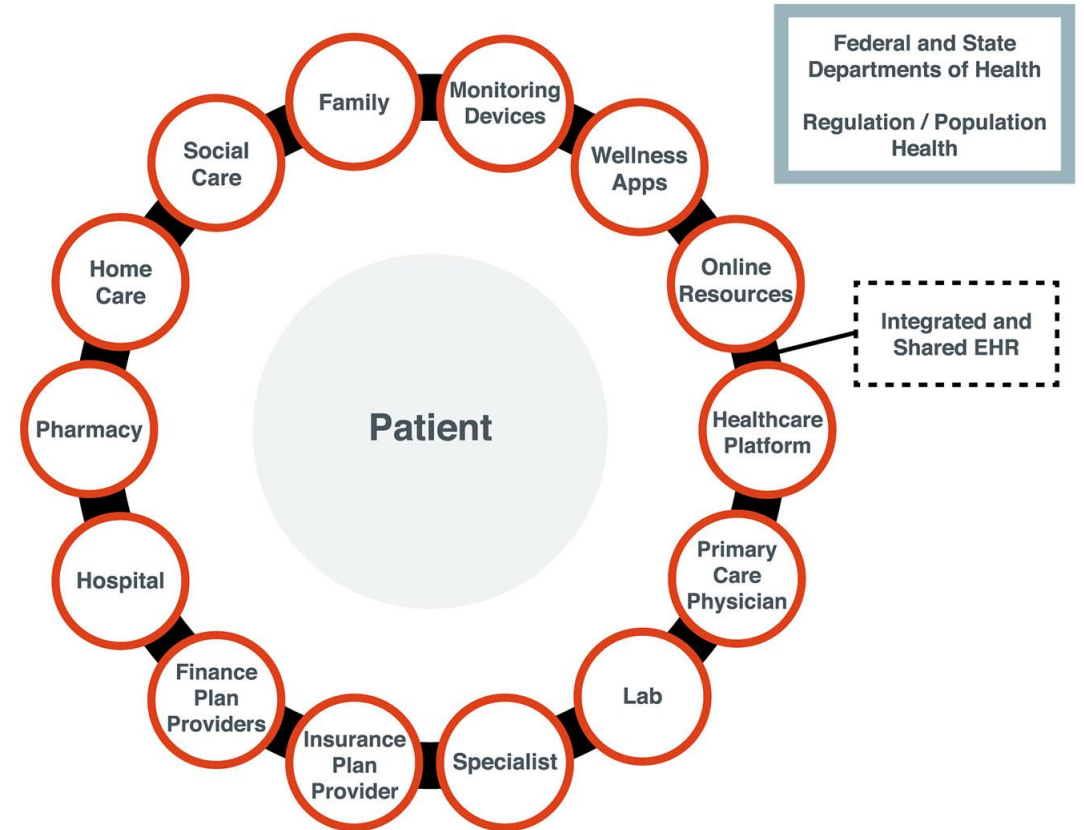 Federal and State
Departments of Health
Regulation / Population
Health
Family
Monitoring
Devices
Wellness
Apps
Online
Resources
Integrated and
Shared EHR
Healthcare
Platform
Primary
Care
Physician
Lab
Specialist
Insurance
Plan
Provider
Finance
Plan
Providers
Hospital
Pharmacy
Home
Care
Social
Care
Patient